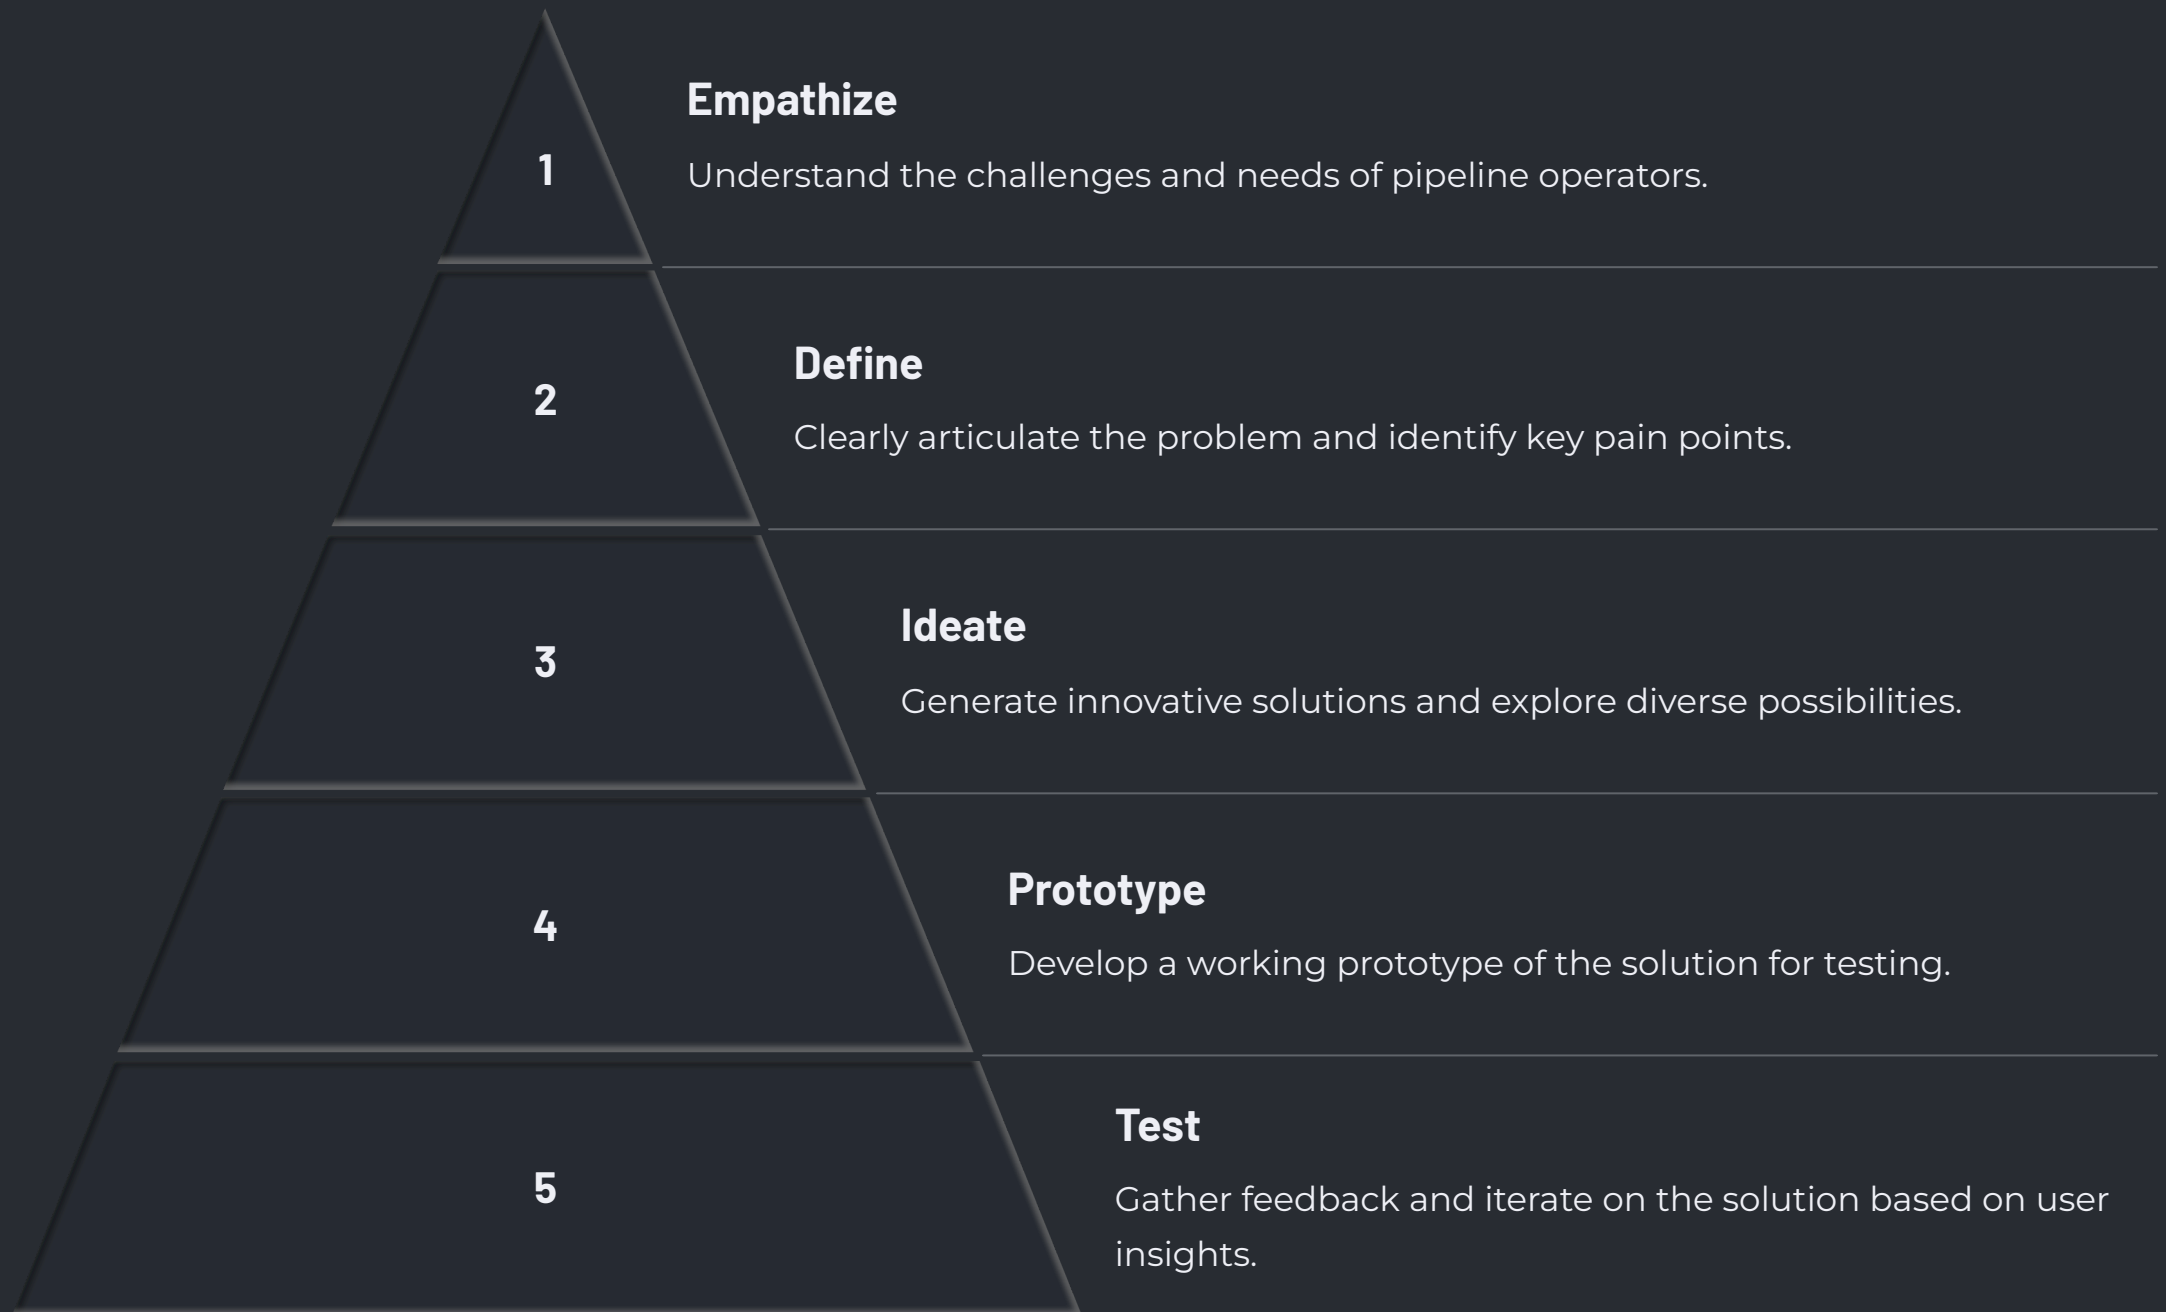 1
Empathize
Understand the challenges and needs of pipeline operators.
2
Define
Clearly articulate the problem and identify key pain points.
3
Ideate
Generate innovative solutions and explore diverse possibilities.
4
Prototype
Develop a working prototype of the solution for testing.
5
Test
Gather feedback and iterate on the solution based on user
insights.